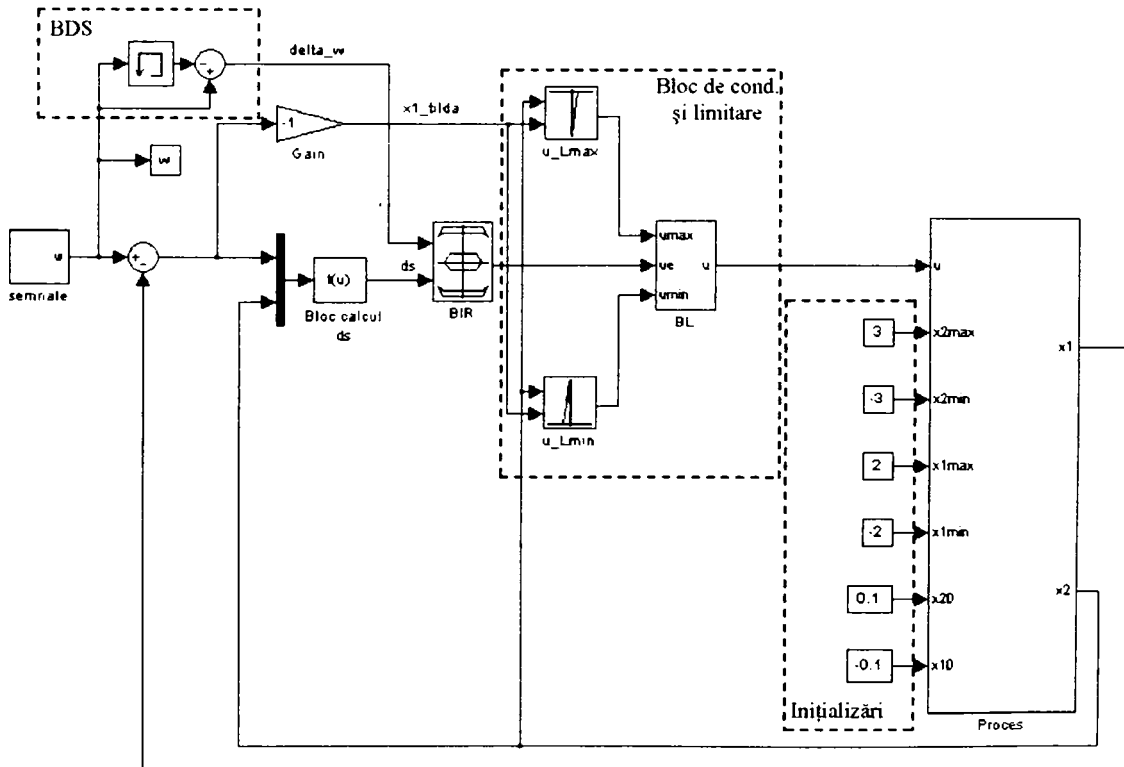 BDS
delta_w
Bloc de cond.
şi limitare
-1
x1_blda
Gain
u_Lmax
w
w
semnale
ds
f(u)
Bloc calcul
ds
BIR
umax
ue
u
umin
BL
u
3
x2max
x1
-3
x2min
u_Lmin
2
x1max
-2
x1min
0.1
x20
x2
-0.1
x10
Iniţializări
Proces